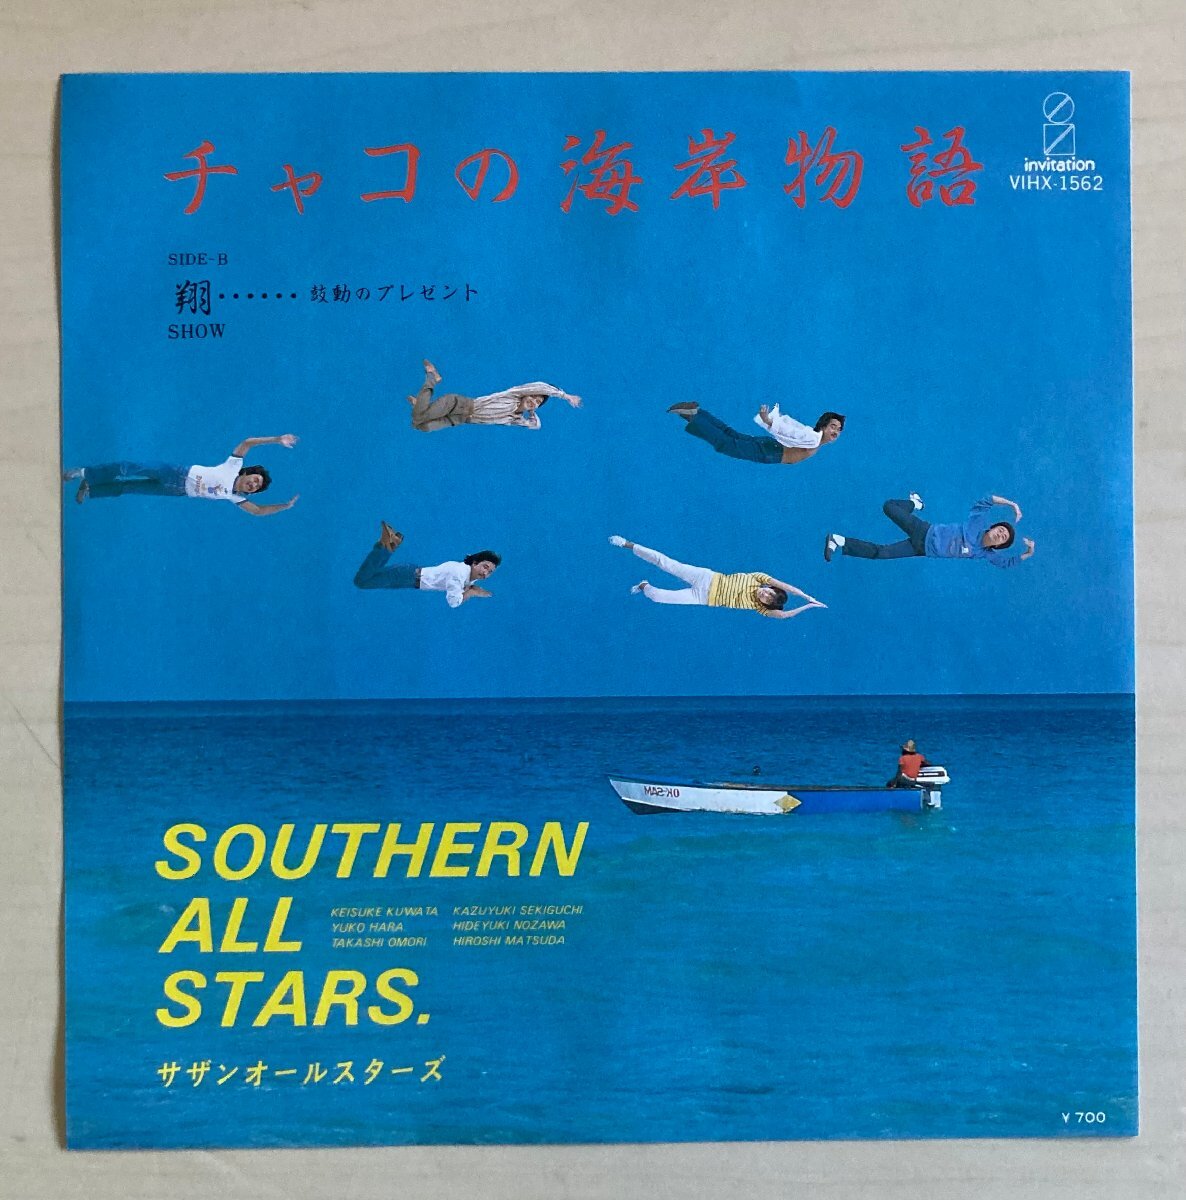 チャコの海岸物語
invitation
VIHX-1562
SIDE-B
翔・・・・・・鼓動のプレゼント
SHOW
OK-SAM
SOUTHERN
ALL
STARS.
KEISUKE KUWATA KAZUYUKI SEKIGUCHI
YUKO HARA HIDEYUKI NOZAWA
TAKASHI OMORI HIROSHI MATSUDA
サザンオールスターズ
¥700